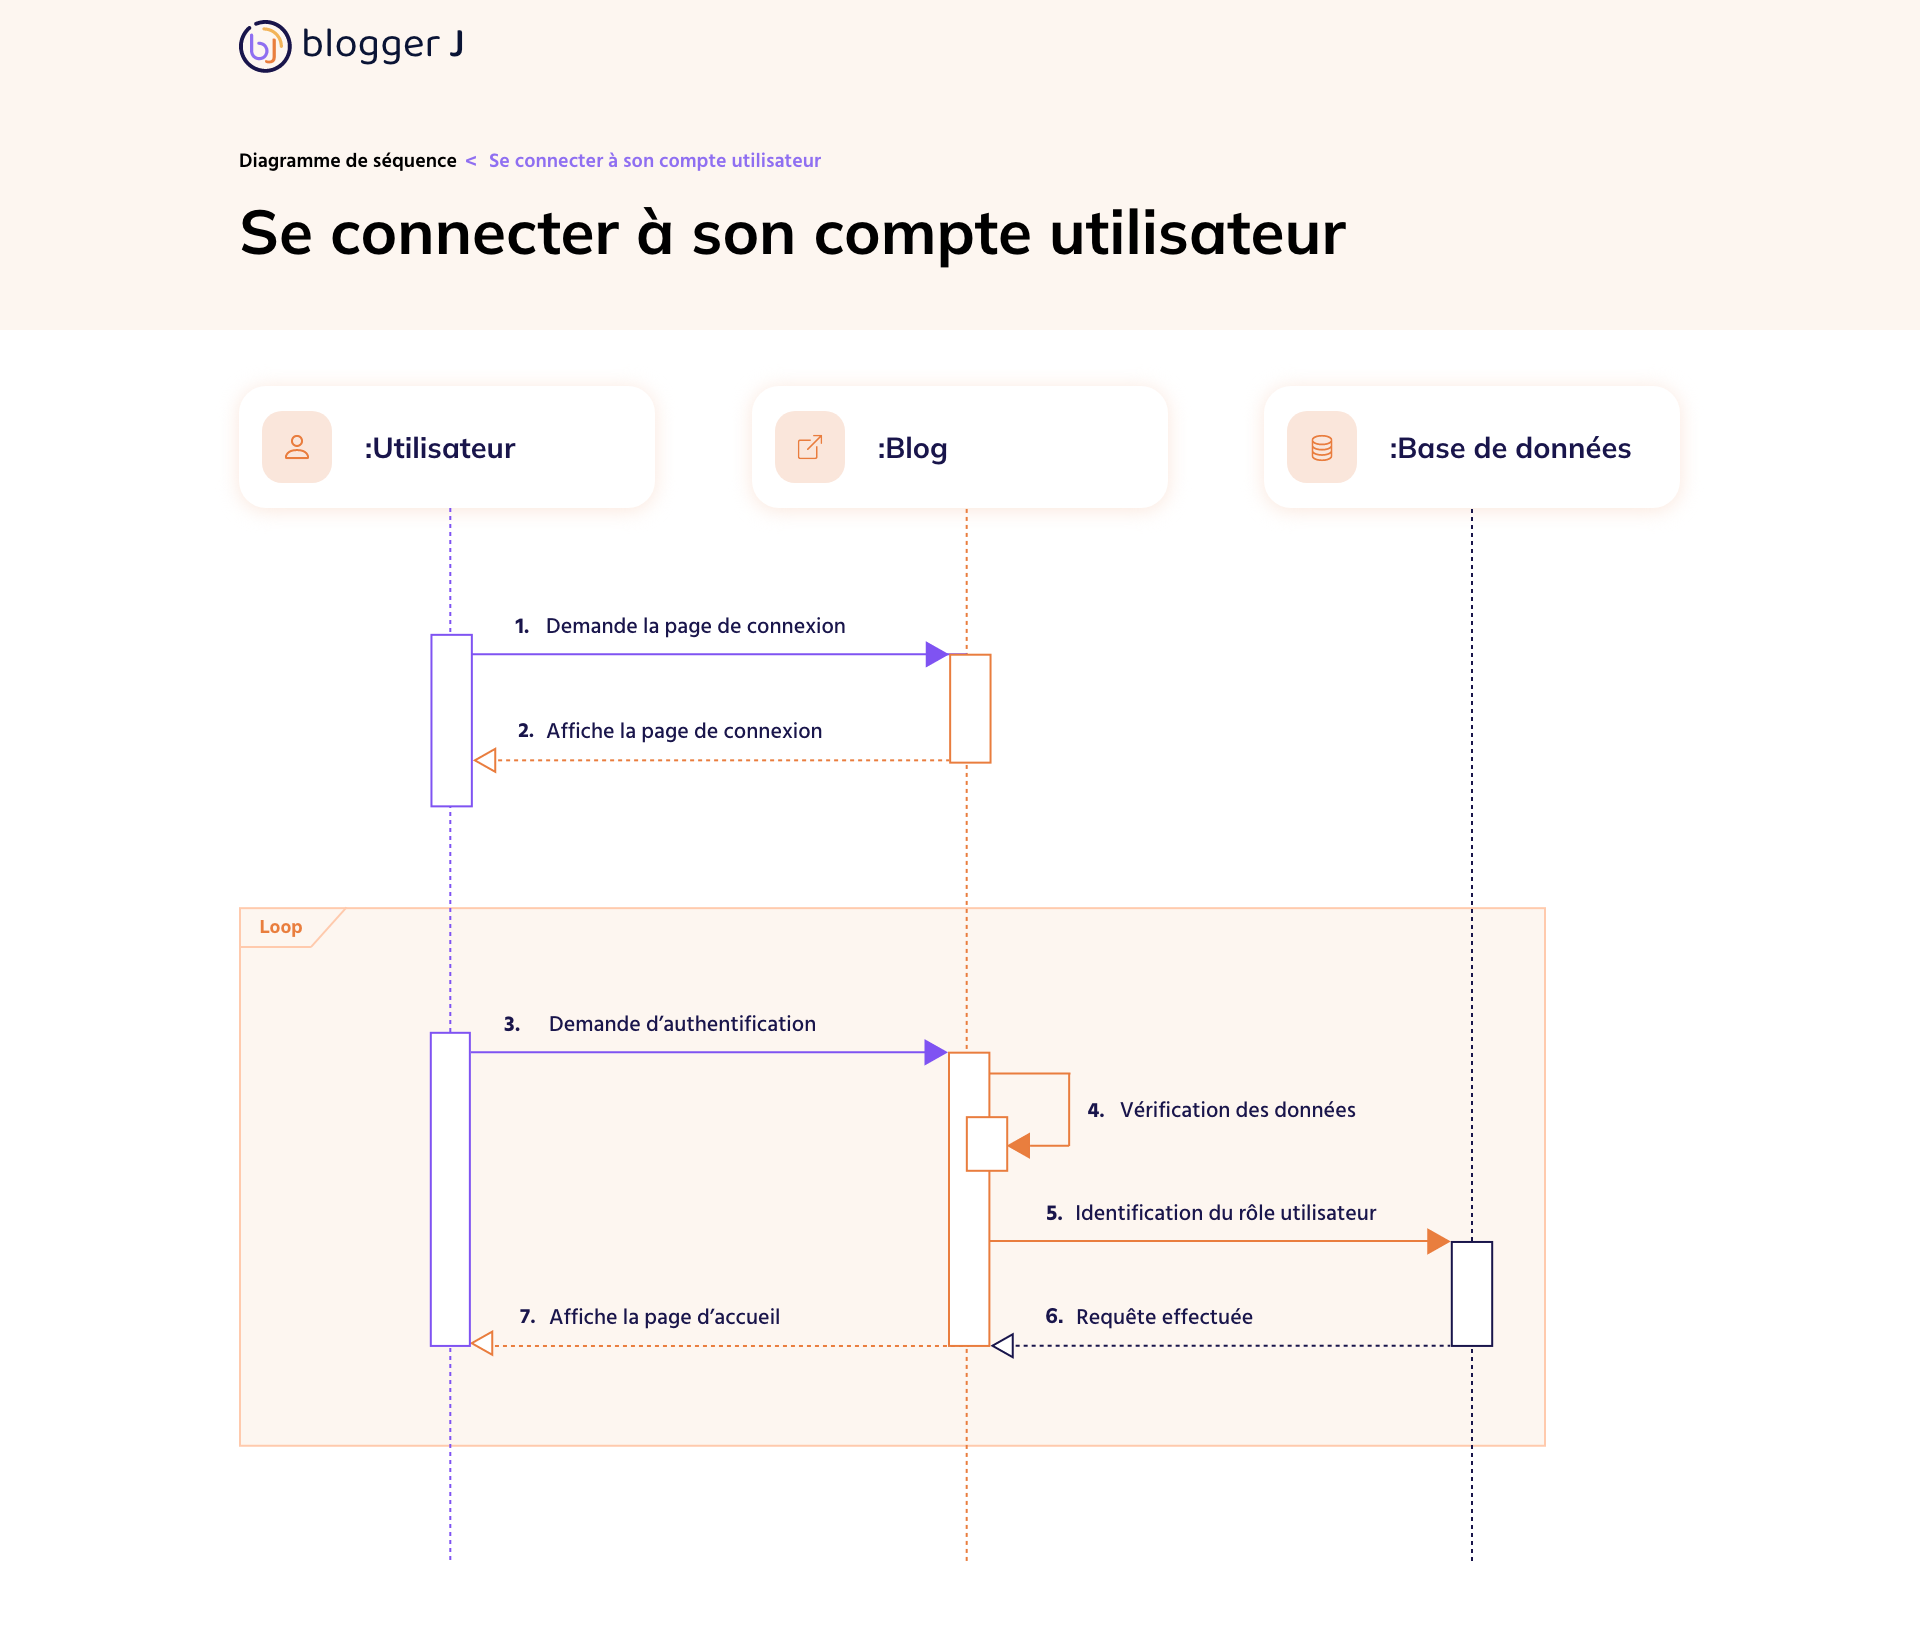 bJ blogger J
Diagramme de séquence < Se connecter à son compte utilisateur
Se connecter à son compte utilisateur
:Utilisateur
:Blog
:Base de données
1. Demande la page de connexion
2. Affiche la page de connexion
Loop
3. Demande d’authentification
4. Vérification des données
5. Identification du rôle utilisateur
7. Affiche la page d’accueil
6. Requête effectuée